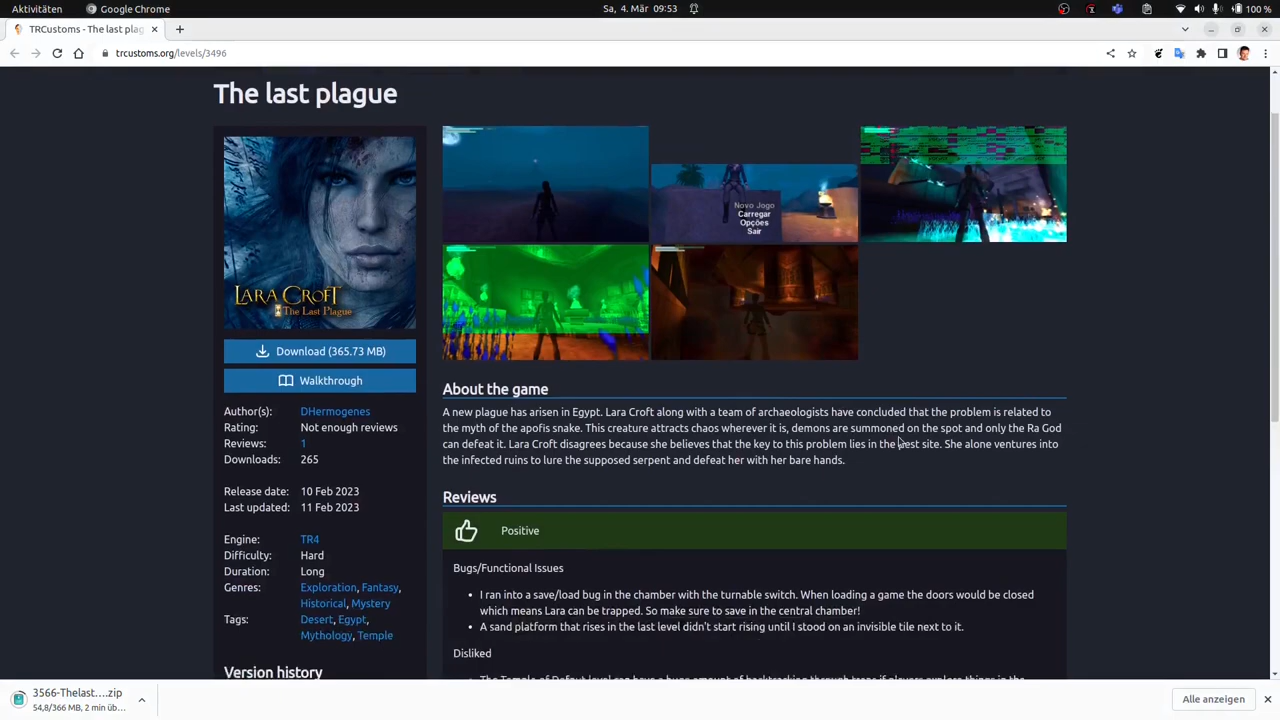 Aktivitäten
Google Chrome
Sa, 4. Mär 09:53
100 %
TRCustoms - The last plag
trcustoms.org/levels/3496
The last plague
LARA CROFT
The Last Plague
Novo Jogo
Carregar
Opções
Sair
Download (365.73 MB)
Walkthrough
Author(s): DHermogenes
Rating: Not enough reviews
Reviews: 1
Downloads: 265
Release date: 10 Feb 2023
Last updated: 11 Feb 2023
Engine: TR4
Difficulty: Hard
Duration: Long
Genres: Exploration, Fantasy,
Historical, Mystery
Tags: Desert, Egypt,
Mythology, Temple
Version history
About the game
A new plague has arisen in Egypt. Lara Croft along with a team of archaeologists have concluded that the problem is related to
the myth of the apofis snake. This creature attracts chaos wherever it is, demons are summoned on the spot and only the Ra God
can defeat it. Lara Croft disagrees because she believes that the key to this problem lies in the pest site. She alone ventures into
the infected ruins to lure the supposed serpent and defeat her with her bare hands.
Reviews
Positive
Bugs/Functional Issues
I ran into a save/load bug in the chamber with the turnable switch. When loading a game the doors would be closed
which means Lara can be trapped. So make sure to save in the central chamber!
A sand platform that rises in the last level didn't start rising until I stood on an invisible tile next to it.
Disliked
3566-Thelast....zip
54,8/366 MB, 2 min üb…
Alle anzeigen